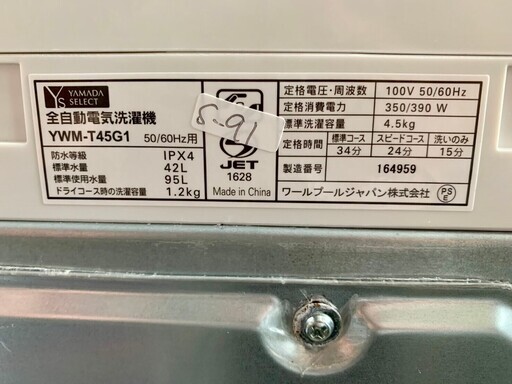 YS YAMADA SELECT
全自動電気洗濯機
YWM-T45G1 50/60Hz用
防水等級 IPX4
標準水量 42L
標準使用水量 95L
ドライコース時の洗濯容量 1.2kg
S-91
JET
1628
Made in China
定格電圧・周波数 100V 50/60Hz
定格消費電力 350/390 W
標準洗濯容量 4.5kg
定格時間 標準コース スピードコース 洗いのみ
34分 24分 15分
製造番号 164959
ワールプールジャパン株式会社
PS
E